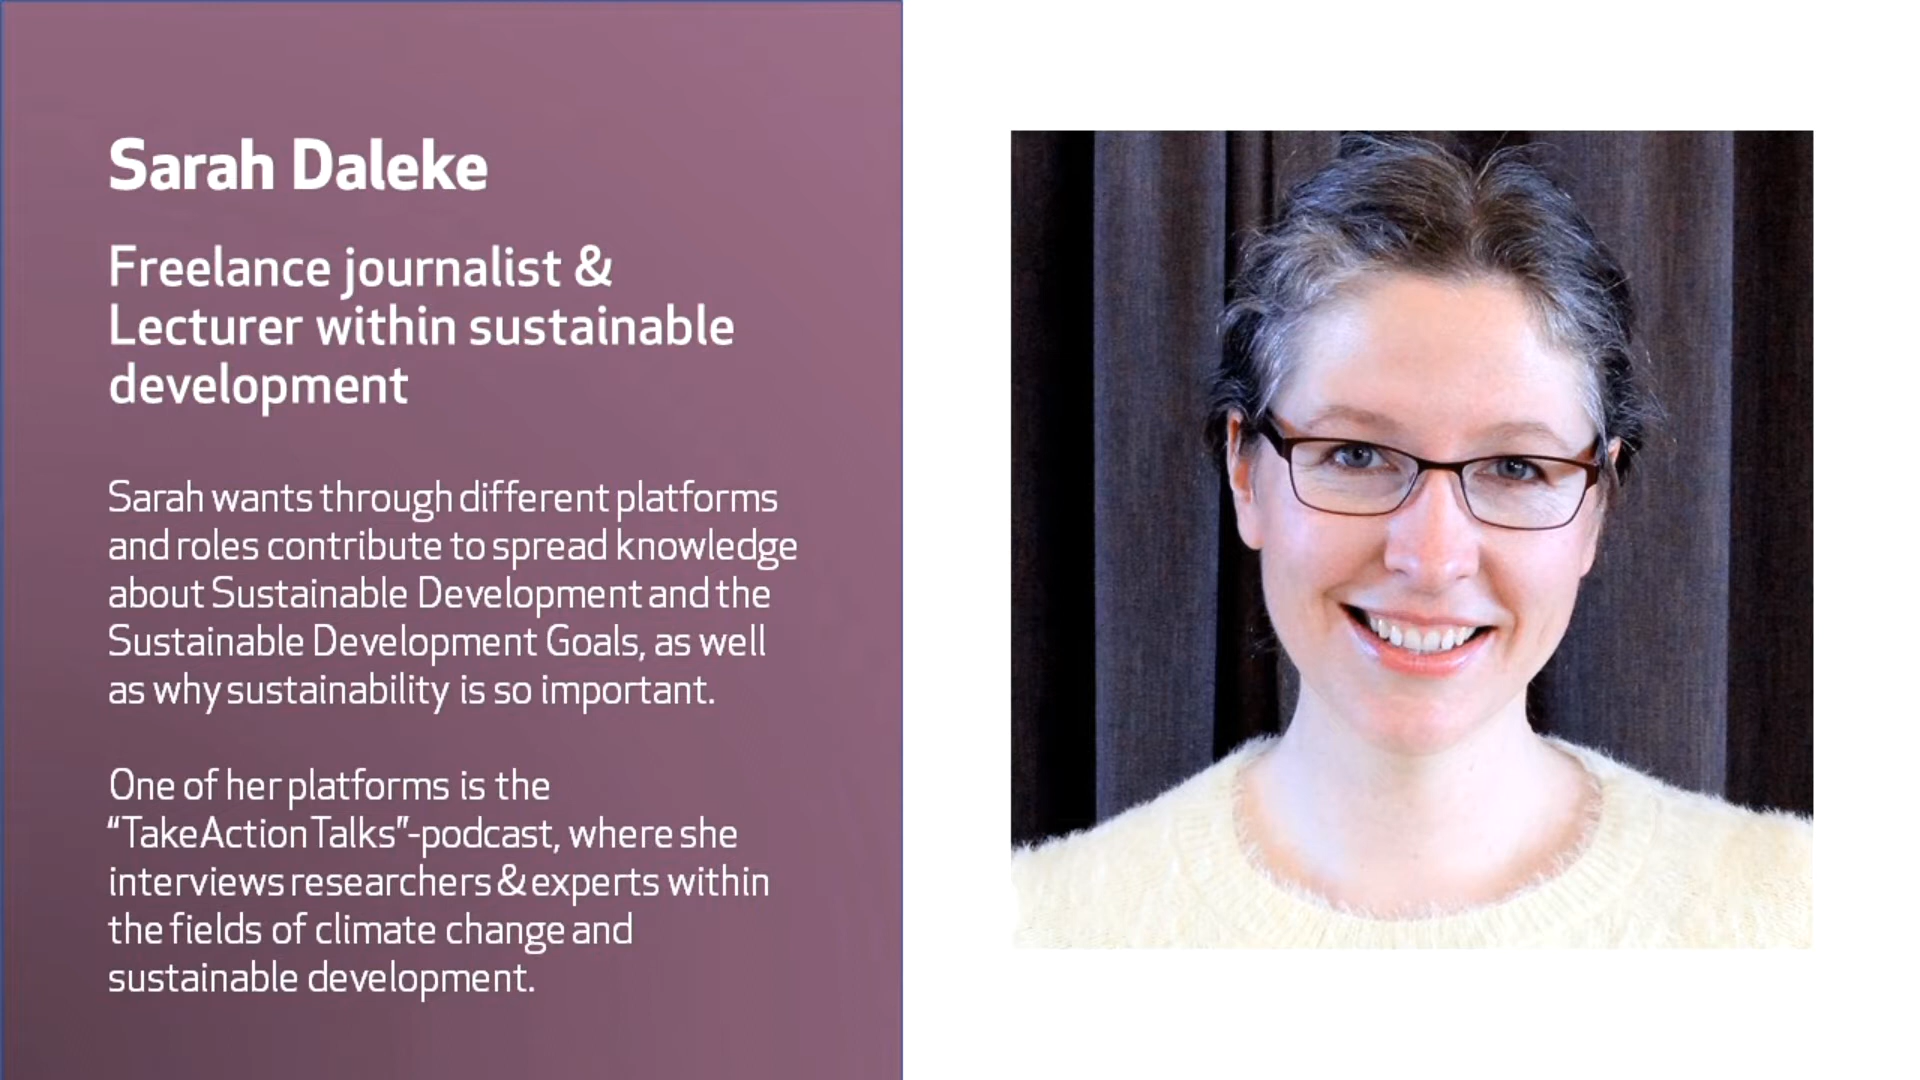 Sarah Daleke
Freelance journalist &
Lecturer within sustainable
development
Sarah wants through different platforms
and roles contribute to spread knowledge
about Sustainable Development and the
Sustainable Development Goals, as well
as why sustainability is so important.
One of her platforms is the
“TakeActionTalks”-podcast, where she
interviews researchers & experts within
the fields of climate change and
sustainable development.